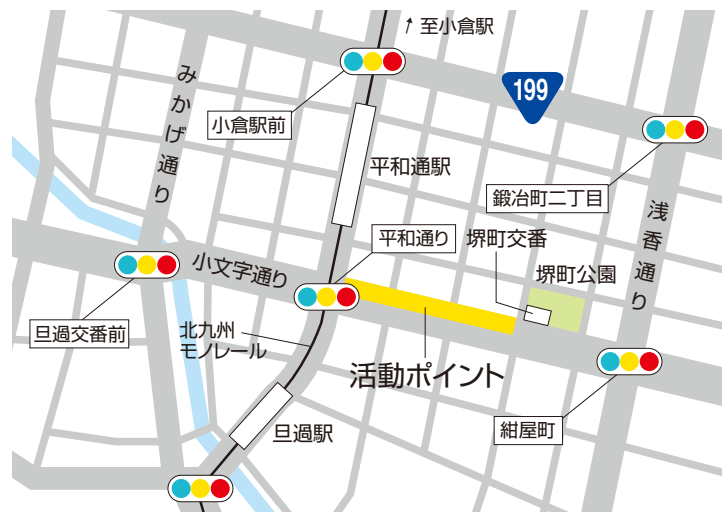 至小倉駅
みかげ通り
199
小倉駅前
平和通駅
鍛冶町二丁目
浅香通り
平和通り
堺町交番
堺町公園
小文字通り
旦過交番前
北九州
モノレール
活動ポイント
旦過駅
紺屋町